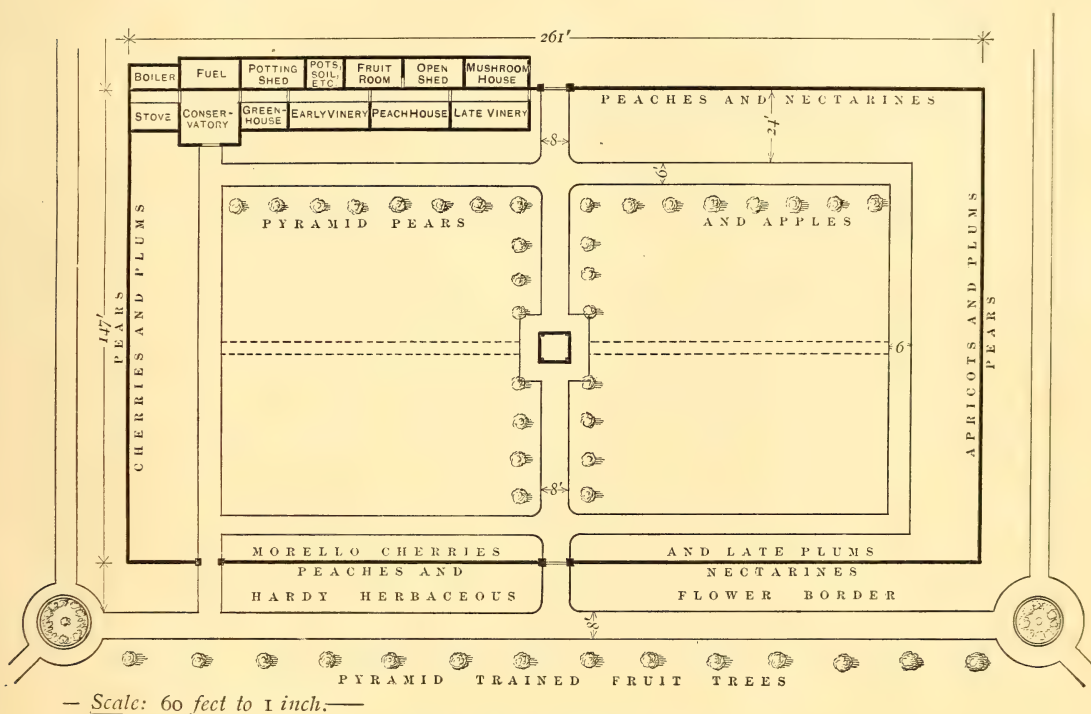 261'
BOILER
FUEL
POTTING
SHED
POTS,
SOIL,
ETC
FRUIT
ROOM
OPEN
SHED
MUSHROOM
HOUSE
STOVE
CONSER-
VATORY
GREEN-
HOUSE
EARLY VINERY
PEACH HOUSE
LATE VINERY
PEACHES AND NECTARINES
24'
8
6'
PYRAMID PEARS
AND APPLES
147'
PEARS
CHERRIES AND PLUMS
6
APRICOTS AND PLUMS
PEARS
8'
MORELLO CHERRIES
AND LATE PLUMS
PEACHES AND
NECTARINES
HARDY HERBACEOUS
FLOWER BORDER
8'
PYRAMID TRAINED FRUIT TREES
— Scale: 60 feet to 1 inch.—